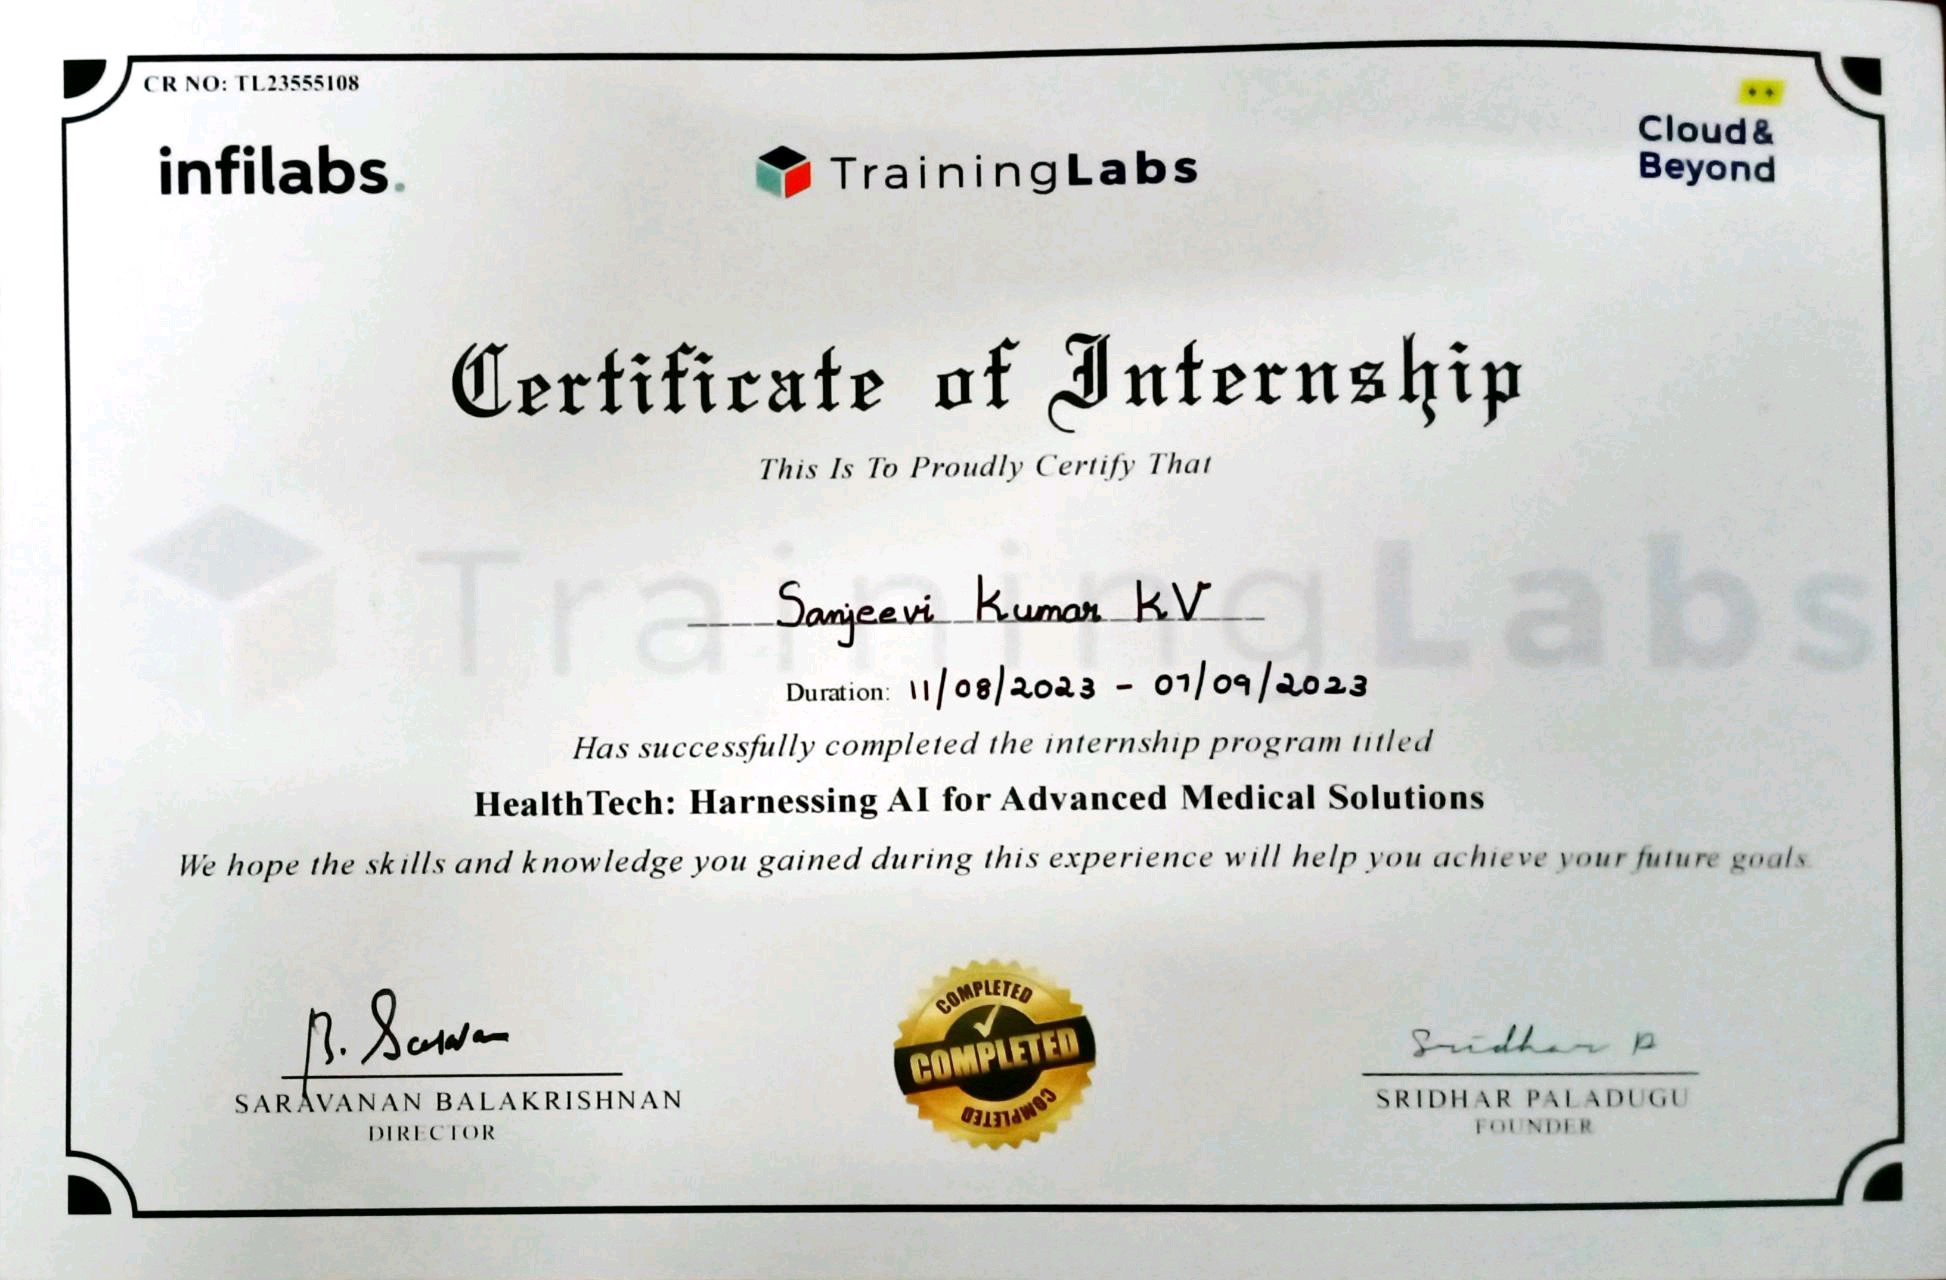 CR NO: TL23555108
infilabs.
TrainingLabs
Cloud&
Beyond
Certificate of Internship
This Is To Proudly Certify That
TrainingLabs
Sanjeevi Kumar KV
Duration: 11/08/2023 - 07/09/2023
Has successfully completed the internship program titled
HealthTech: Harnessing AI for Advanced Medical Solutions
We hope the skills and knowledge you gained during this experience will help you achieve your future goals.
B. Saravan
SARAVANAN BALAKRISHNAN
DIRECTOR
COMPLETED
COMPLETED
COMPLETED
Sridhar P
SRIDHAR PALADUGU
FOUNDER